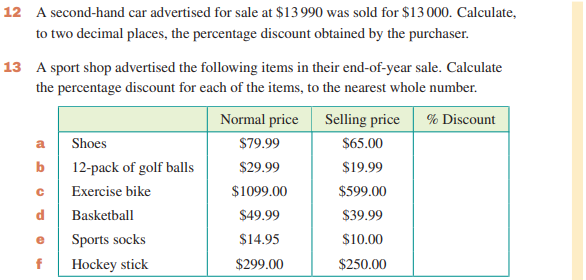 12 A second-hand car advertised for sale at $13 990 was sold for $13 000. Calculate,
to two decimal places, the percentage discount obtained by the purchaser.
13 A sport shop advertised the following items in their end-of-year sale. Calculate
the percentage discount for each of the items, to the nearest whole number.
Normal price Selling price % Discount
a Shoes $79.99 $65.00
b 12-pack of golf balls $29.99 $19.99
c Exercise bike $1099.00 $599.00
d Basketball $49.99 $39.99
e Sports socks $14.95 $10.00
f Hockey stick $299.00 $250.00